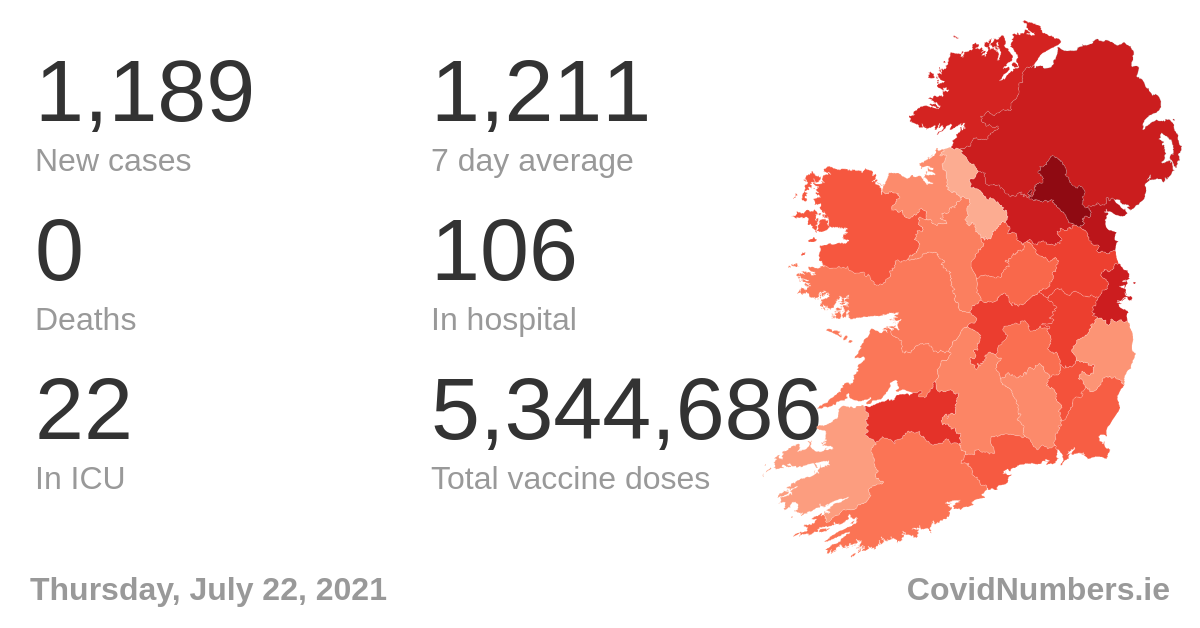 1,189
New cases
1,211
7 day average
0
Deaths
106
In hospital
22
In ICU
5,344,686
Total vaccine doses
Thursday, July 22, 2021
CovidNumbers.ie